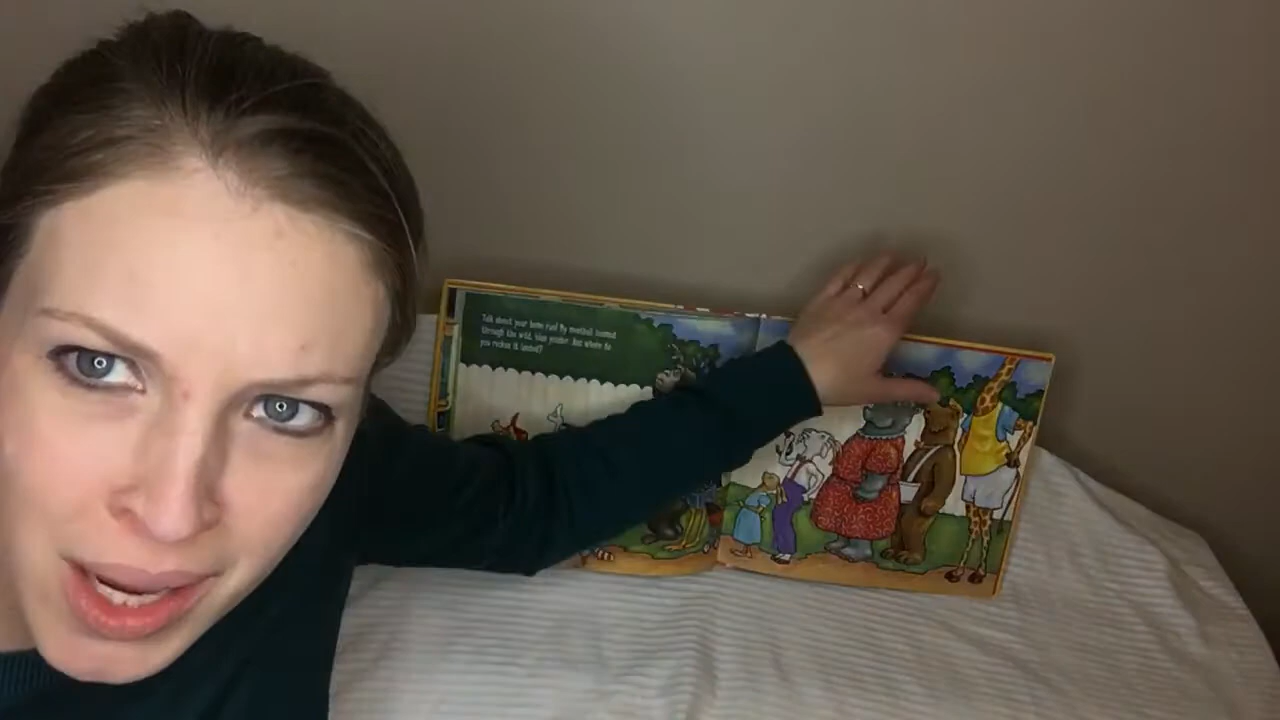 Talk about your home run! My meatball zoomed
through the wild, blue yonder. But where do
you reckon it landed?